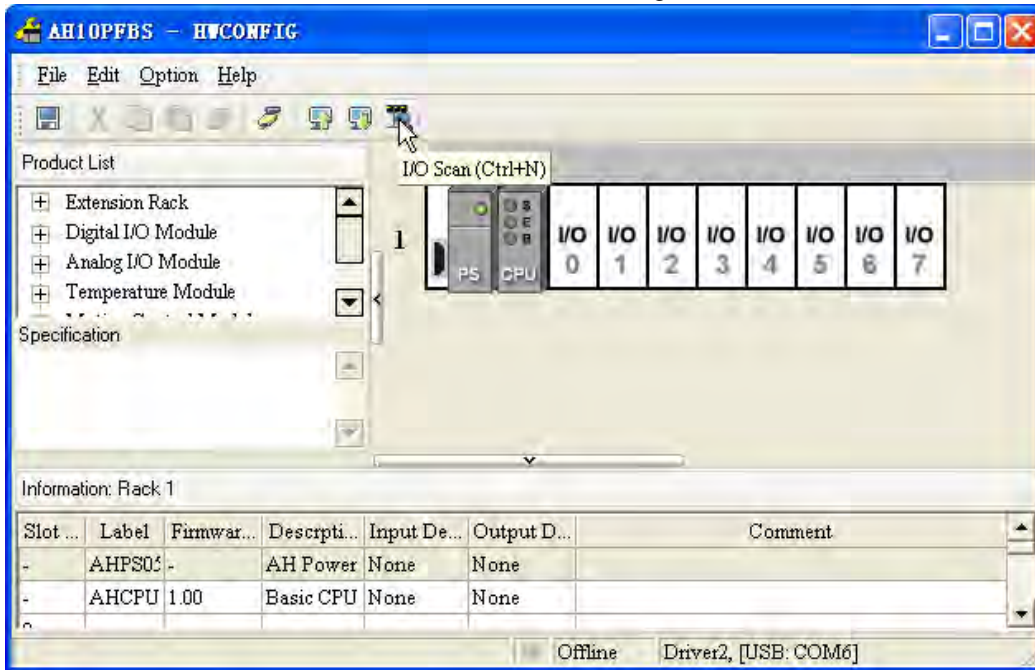 AH10PFBS - HWCONFIG
File Edit Option Help
I/O Scan (Ctrl+N)
Product List
Extension Rack
Digital I/O Module
Analog I/O Module
Temperature Module
Specification
1
PS CPU I/O 0 I/O 1 I/O 2 I/O 3 I/O 4 I/O 5 I/O 6 I/O 7
S
E
B
Information: Rack 1
Slot ... Label Firmwar... Descrpti... Input De... Output D... Comment
- AHPS05 - AH Power None None
- AHCPU 1.00 Basic CPU None None
Offline Driver2, [USB: COM6]